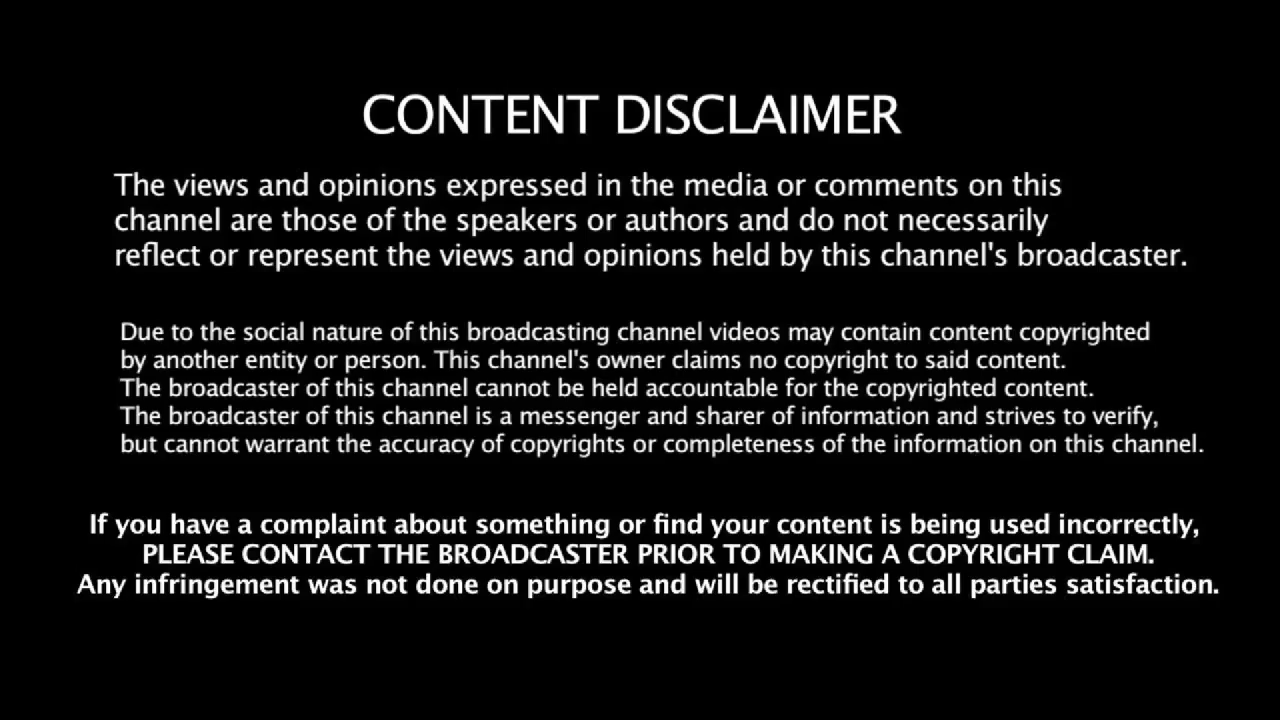 CONTENT DISCLAIMER
The views and opinions expressed in the media or comments on this
channel are those of the speakers or authors and do not necessarily
reflect or represent the views and opinions held by this channel's broadcaster.
Due to the social nature of this broadcasting channel videos may contain content copyrighted
by another entity or person. This channel's owner claims no copyright to said content.
The broadcaster of this channel cannot be held accountable for the copyrighted content.
The broadcaster of this channel is a messenger and sharer of information and strives to verify,
but cannot warrant the accuracy of copyrights or completeness of the information on this channel.
If you have a complaint about something or find your content is being used incorrectly,
PLEASE CONTACT THE BROADCASTER PRIOR TO MAKING A COPYRIGHT CLAIM.
Any infringement was not done on purpose and will be rectified to all parties satisfaction.